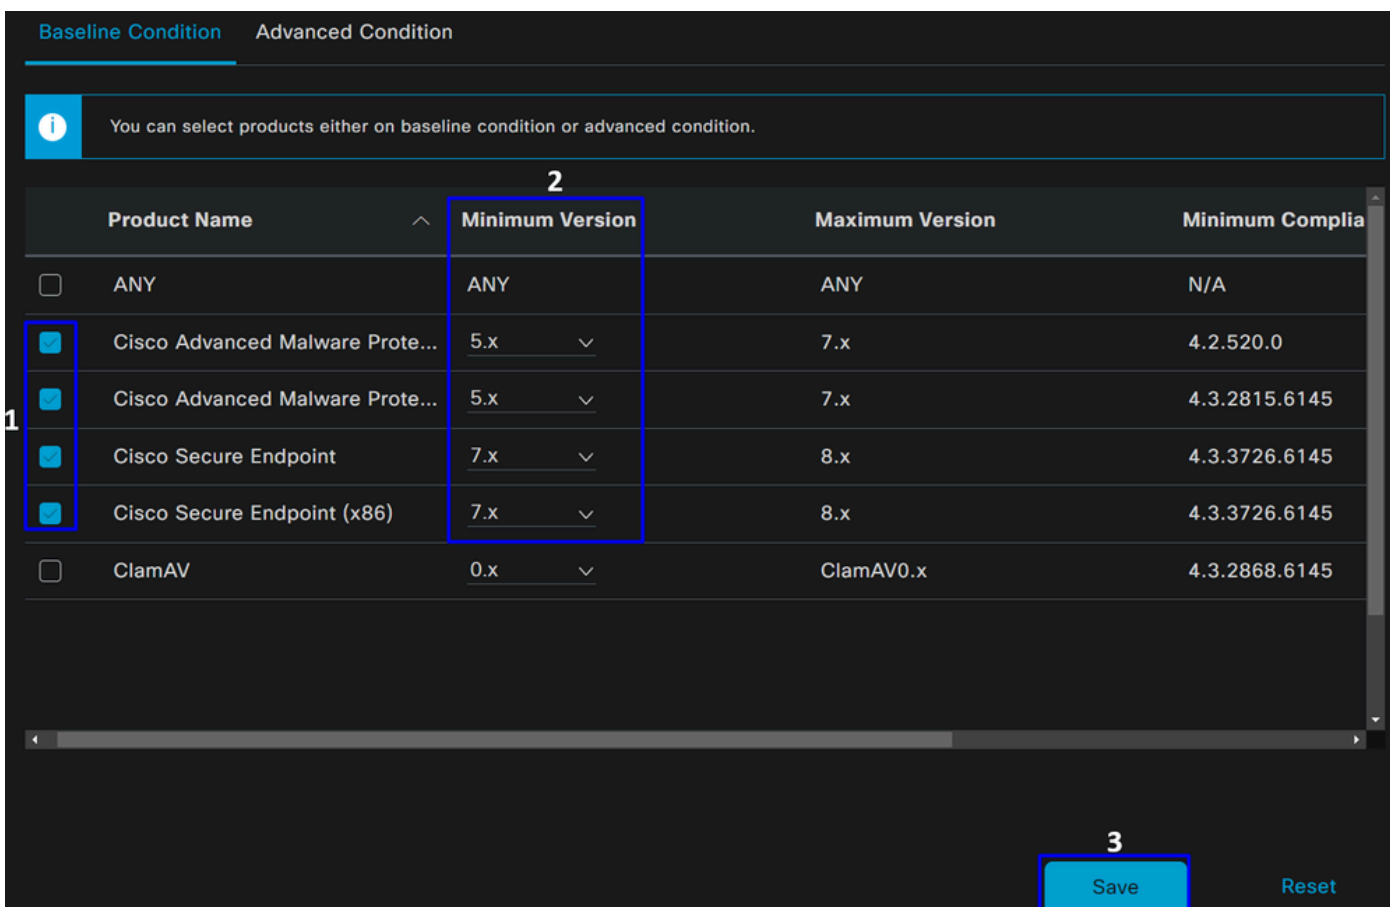 Baseline Condition Advanced Condition
You can select products either on baseline condition or advanced condition.
2
Product Name Minimum Version Maximum Version Minimum Complia
ANY ANY ANY N/A
Cisco Advanced Malware Prote... 5.x 7.x 4.2.520.0
Cisco Advanced Malware Prote... 5.x 7.x 4.3.2815.6145
1
Cisco Secure Endpoint 7.x 8.x 4.3.3726.6145
Cisco Secure Endpoint (x86) 7.x 8.x 4.3.3726.6145
ClamAV 0.x ClamAV0.x 4.3.2868.6145
3
Save Reset